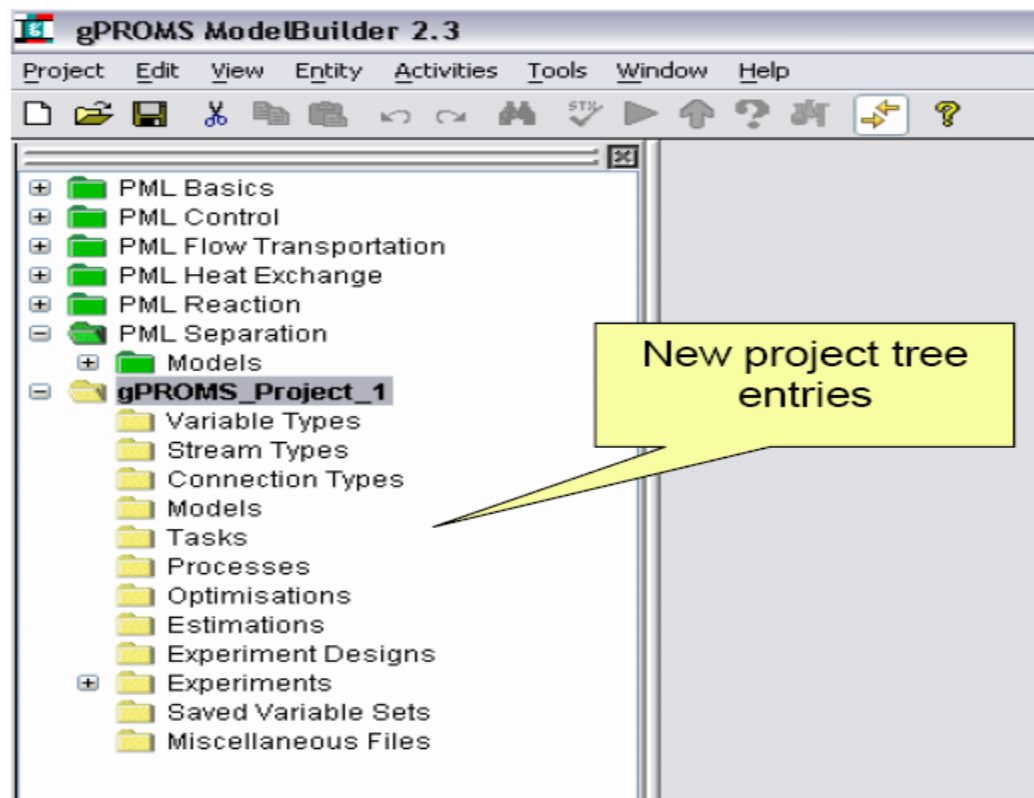 gPROMS ModelBuilder 2.3
Project Edit View Entity Activities Tools Window Help
PML Basics
PML Control
PML Flow Transportation
PML Heat Exchange
PML Reaction
PML Separation
Models
gPROMS_Project_1
Variable Types
Stream Types
Connection Types
Models
Tasks
Processes
Optimisations
Estimations
Experiment Designs
Experiments
Saved Variable Sets
Miscellaneous Files
New project tree
entries